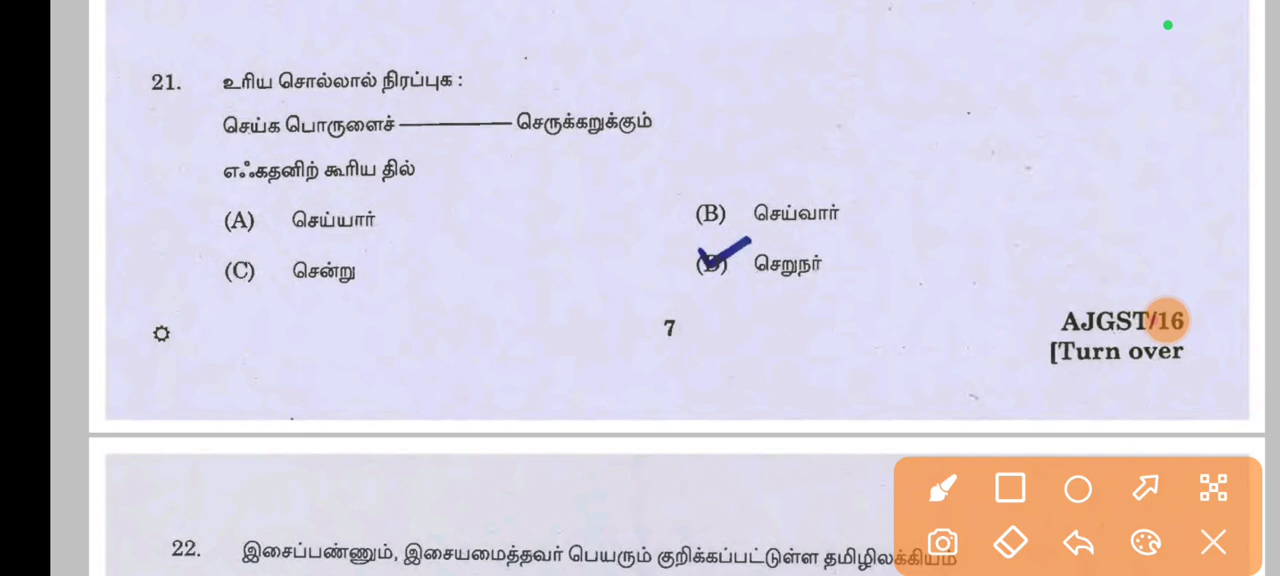 21. உரிய சொல்லால் நிரப்புக :
செய்க பொருளைச் ———— செருக்கறுக்கும்
எஃகதனிற் கூரிய தில்
(A) செய்யார்
(B) செய்வார்
(C) சென்று
(D) செறுநர்
7
AJGST/16
[Turn over
22. இசைப்பண்ணும், இசையமைத்தவர் பெயரும் குறிக்கப்பட்டுள்ள தமிழிலக்கியம்